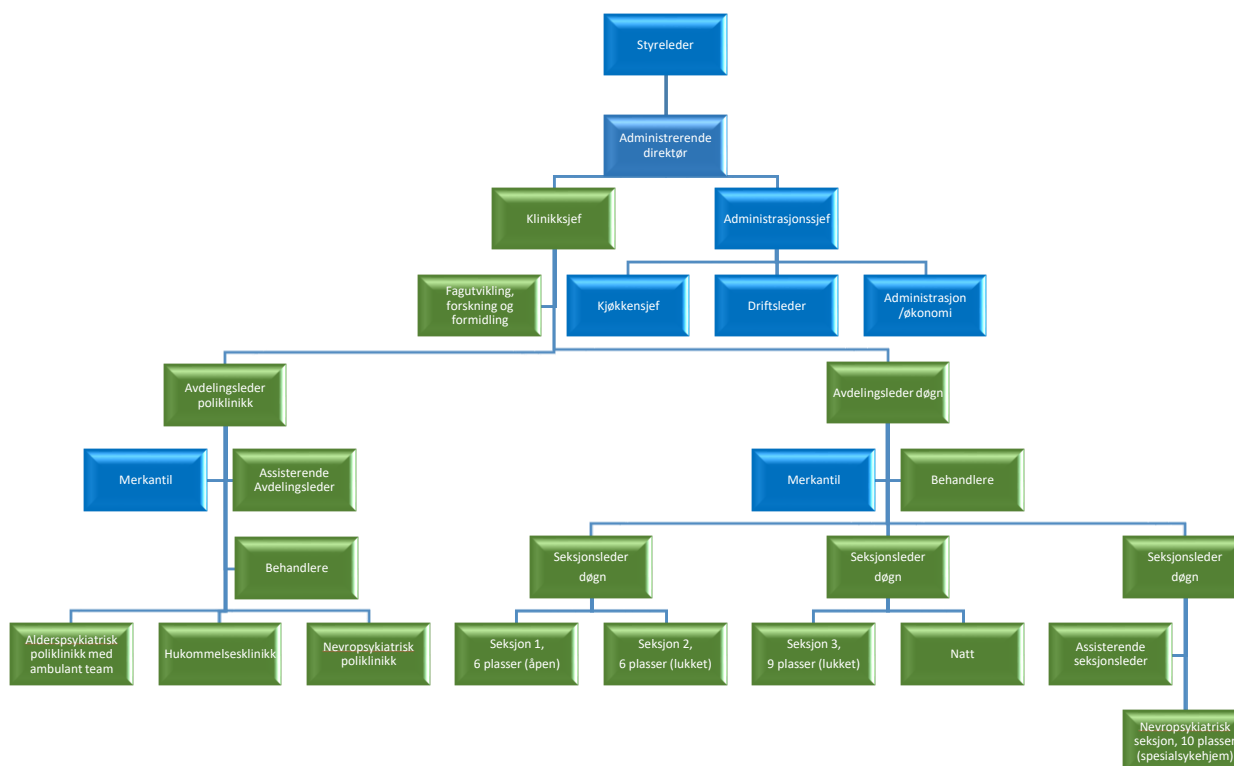 Styreleder
Administrerende
direktør
Klinikksjef
Administrasjonssjef
Fagutvikling,
forskning og
formidling
Kjøkkensjef
Driftsleder
Administrasjon
/økonomi
Avdelingsleder
poliklinikk
Avdelingsleder døgn
Merkantil
Assisterende
Avdelingsleder
Merkantil
Behandlere
Behandlere
Seksjonsleder
døgn
Seksjonsleder
døgn
Seksjonsleder
døgn
Alderspsykiatrisk
poliklinikk med
ambulant team
Hukommelsesklinikk
Nevropsykiatrisk
poliklinikk
Seksjon 1,
6 plasser (åpen)
Seksjon 2,
6 plasser (lukket)
Seksjon 3,
9 plasser (lukket)
Natt
Assisterende
seksjonsleder
Nevropsykiatrisk
seksjon, 10 plasser
(spesialsykehjem)